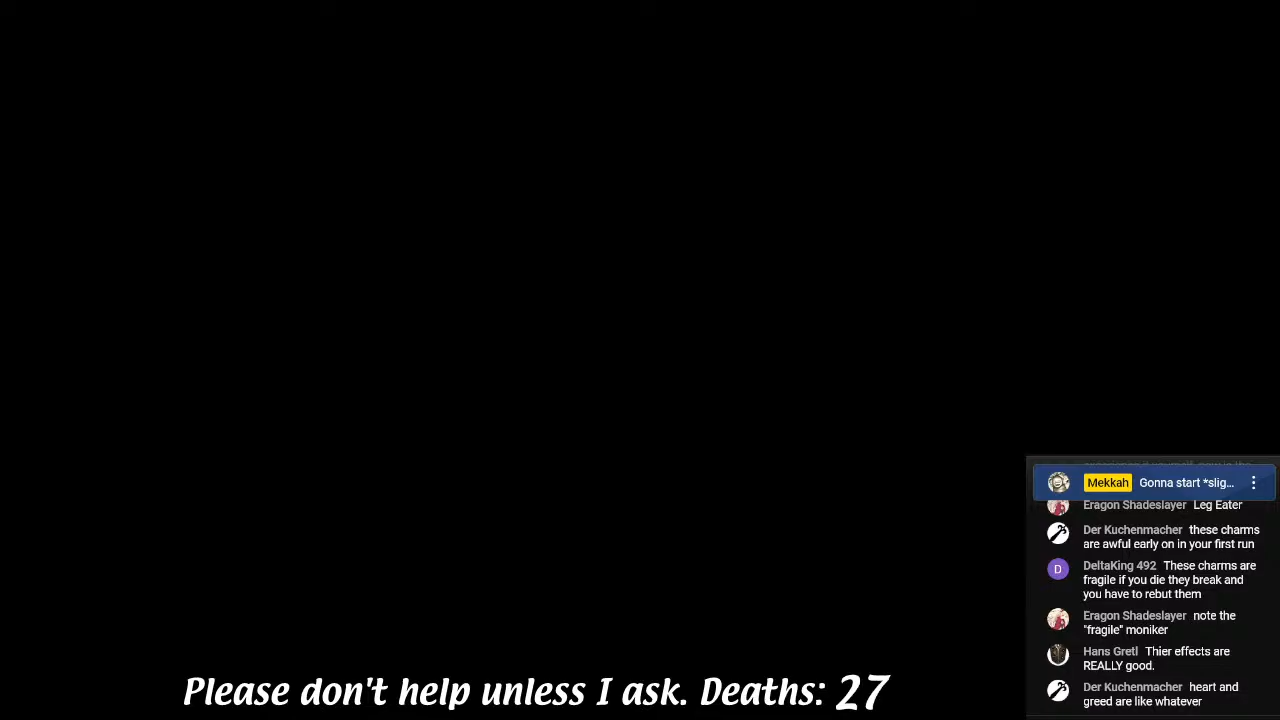 Mekkah Gonna start *slig...
Eragon Shadeslayer Leg Eater
Der Kuchenmacher these charms
are awful early on in your first run
DeltaKing 492 These charms are
fragile if you die they break and
you have to rebut them
D
Eragon Shadeslayer note the
"fragile" moniker
Hans Gretl Thier effects are
REALLY good.
Der Kuchenmacher heart and
greed are like whatever
Please don't help unless I ask. Deaths: 27